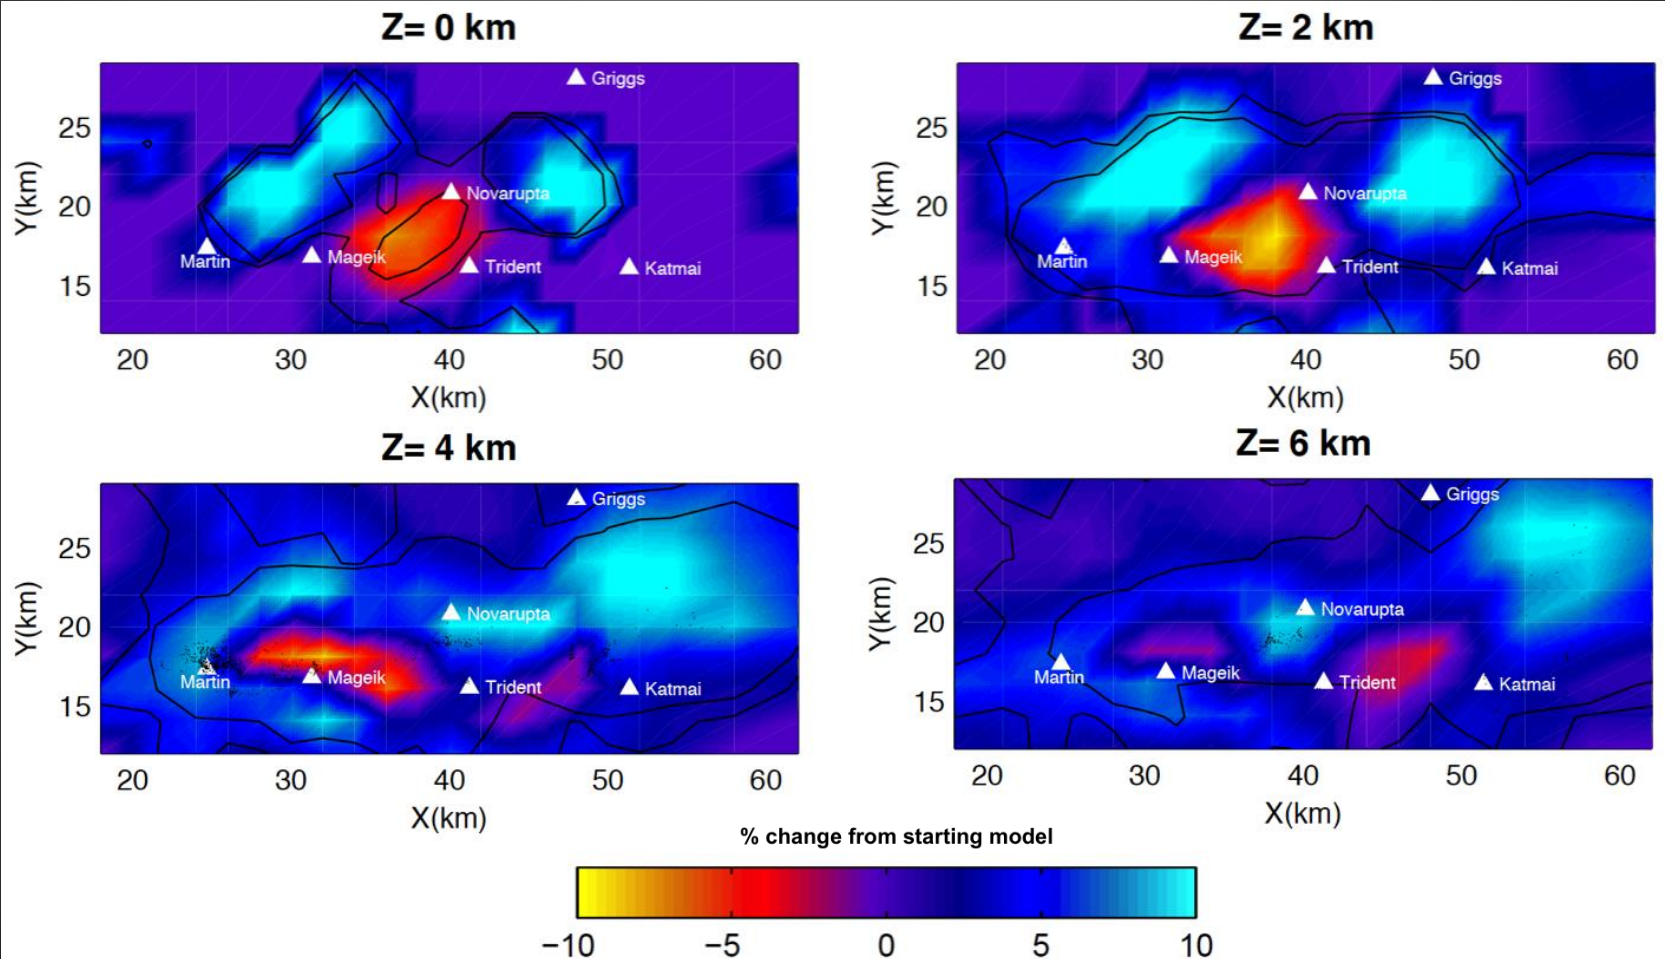 Z= 0 km
Z= 2 km
Griggs
Griggs
25
25
Novarupta
Novarupta
20
20
Y(km)
Y(km)
Martin
Mageik
Trident
Katmai
Martin
Mageik
Trident
Katmai
15
15
20 30 40 50 60
20 30 40 50 60
X(km)
X(km)
Z= 4 km
Z= 6 km
Griggs
Griggs
25
25
Novarupta
Novarupta
20
20
Y(km)
Y(km)
Martin
Mageik
Trident
Katmai
Martin
Mageik
Trident
Katmai
15
15
20 30 40 50 60
20 30 40 50 60
X(km)
X(km)
% change from starting model
−10 −5 0 5 10